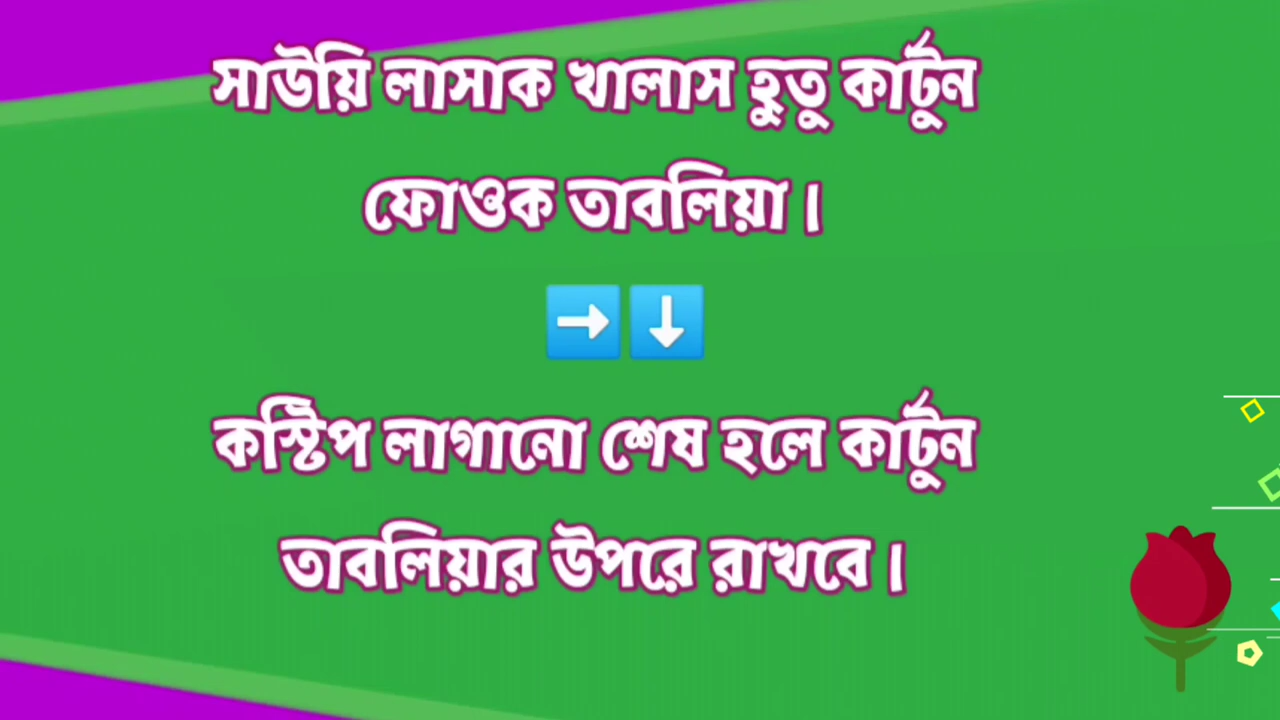 সাউয়ি লাসাক খালাস হুতু কার্টুন
ফোওক তাবলিয়া।
➡️⬇️
কস্টিপ লাগানো শেষ হলে কার্টুন
তাবলিয়ার উপরে রাখবে।